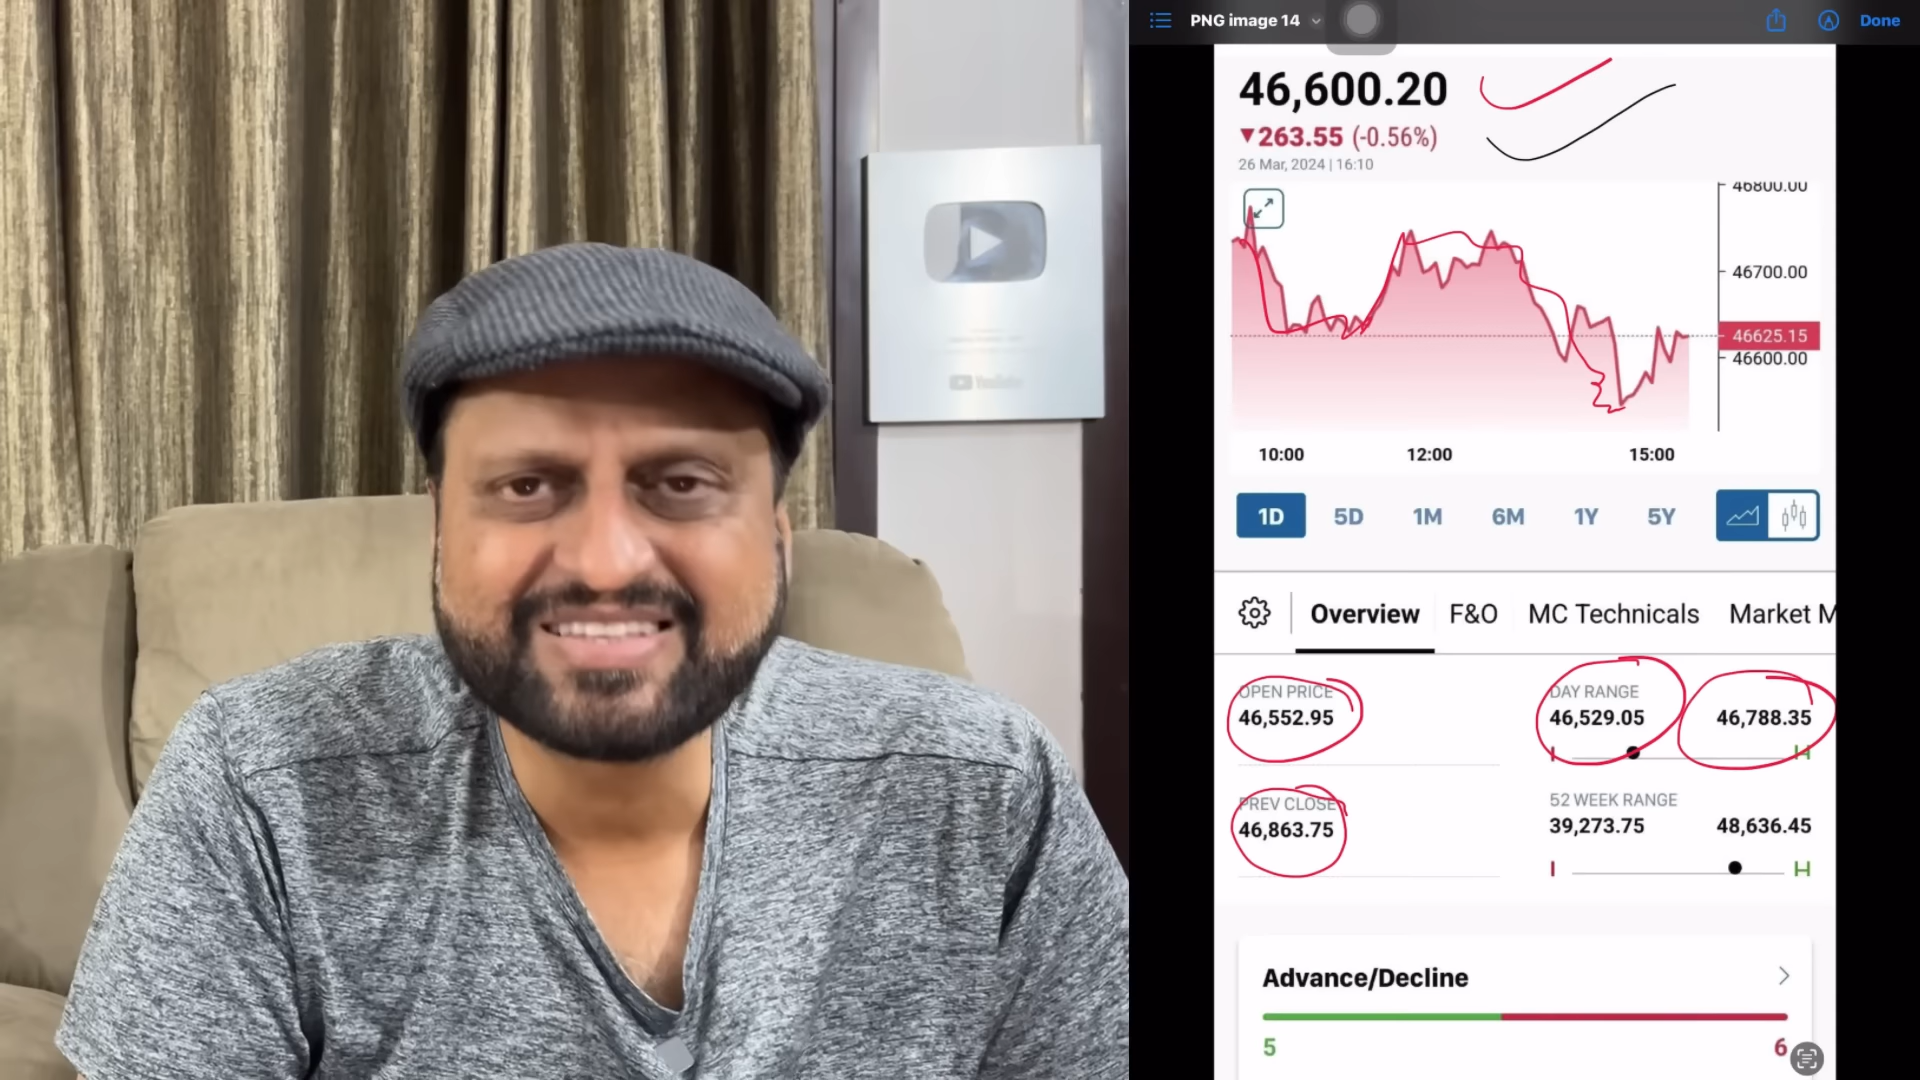 PNG image 14
Done
46,600.20
▼263.55 (-0.56%)
26 Mar, 2024 | 16:10
46800.00
46700.00
46625.15
46600.00
10:00 12:00 15:00
1D 5D 1M 6M 1Y 5Y
Overview F&O MC Technicals Market M
OPEN PRICE
46,552.95
DAY RANGE
46,529.05 46,788.35
H
PREV CLOSE
46,863.75
52 WEEK RANGE
39,273.75 48,636.45
H
Advance/Decline
5 6
YouTube